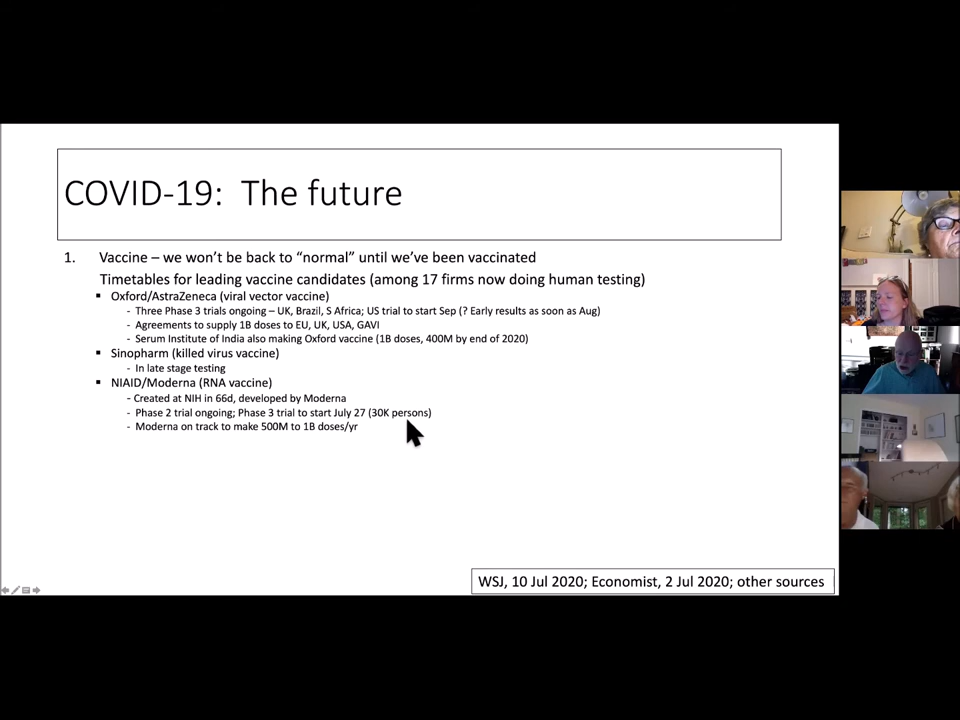 COVID-19: The future
1. Vaccine – we won't be back to “normal” until we've been vaccinated
Timetables for leading vaccine candidates (among 17 firms now doing human testing)
▪ Oxford/AstraZeneca (viral vector vaccine)
- Three Phase 3 trials ongoing – UK, Brazil, S Africa; US trial to start Sep (? Early results as soon as Aug)
- Agreements to supply 1B doses to EU, UK, USA, GAVI
- Serum Institute of India also making Oxford vaccine (1B doses, 400M by end of 2020)
▪ Sinopharm (killed virus vaccine)
- In late stage testing
▪ NIAID/Moderna (RNA vaccine)
- Created at NIH in 66d, developed by Moderna
- Phase 2 trial ongoing; Phase 3 trial to start July 27 (30K persons)
- Moderna on track to make 500M to 1B doses/yr
WSJ, 10 Jul 2020; Economist, 2 Jul 2020; other sources